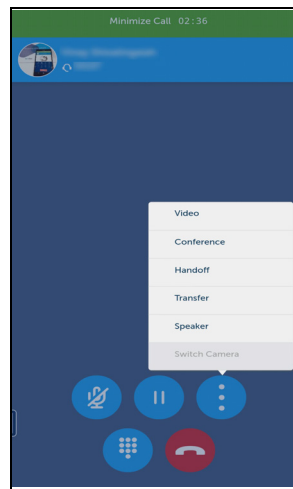 Minimize Call 02:36
Video
Conference
Handoff
Transfer
Speaker
Switch Camera